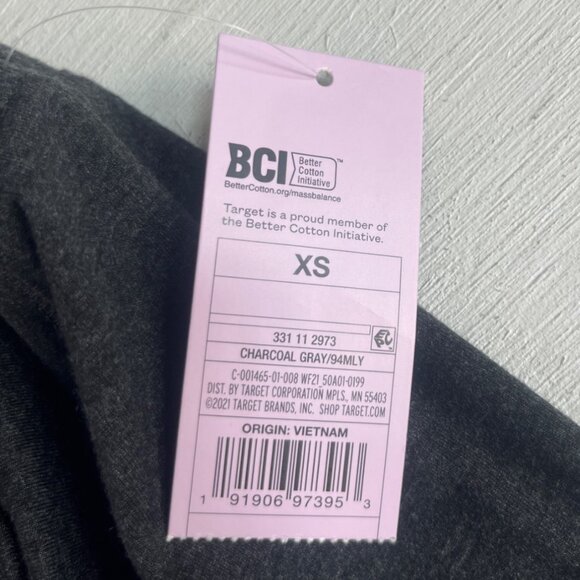 BCI Better Cotton Initiative™
BetterCotton.org/massbalance
Target is a proud member of
the Better Cotton Initiative.
XS
331 11 2973
CHARCOAL GRAY/94MLY
C-001465-01-008 WF21 50A01-0199
DIST. BY TARGET CORPORATION MPLS., MN 55403
©2021 TARGET BRANDS, INC. SHOP TARGET.COM
ORIGIN: VIETNAM
1 91906 97395 3